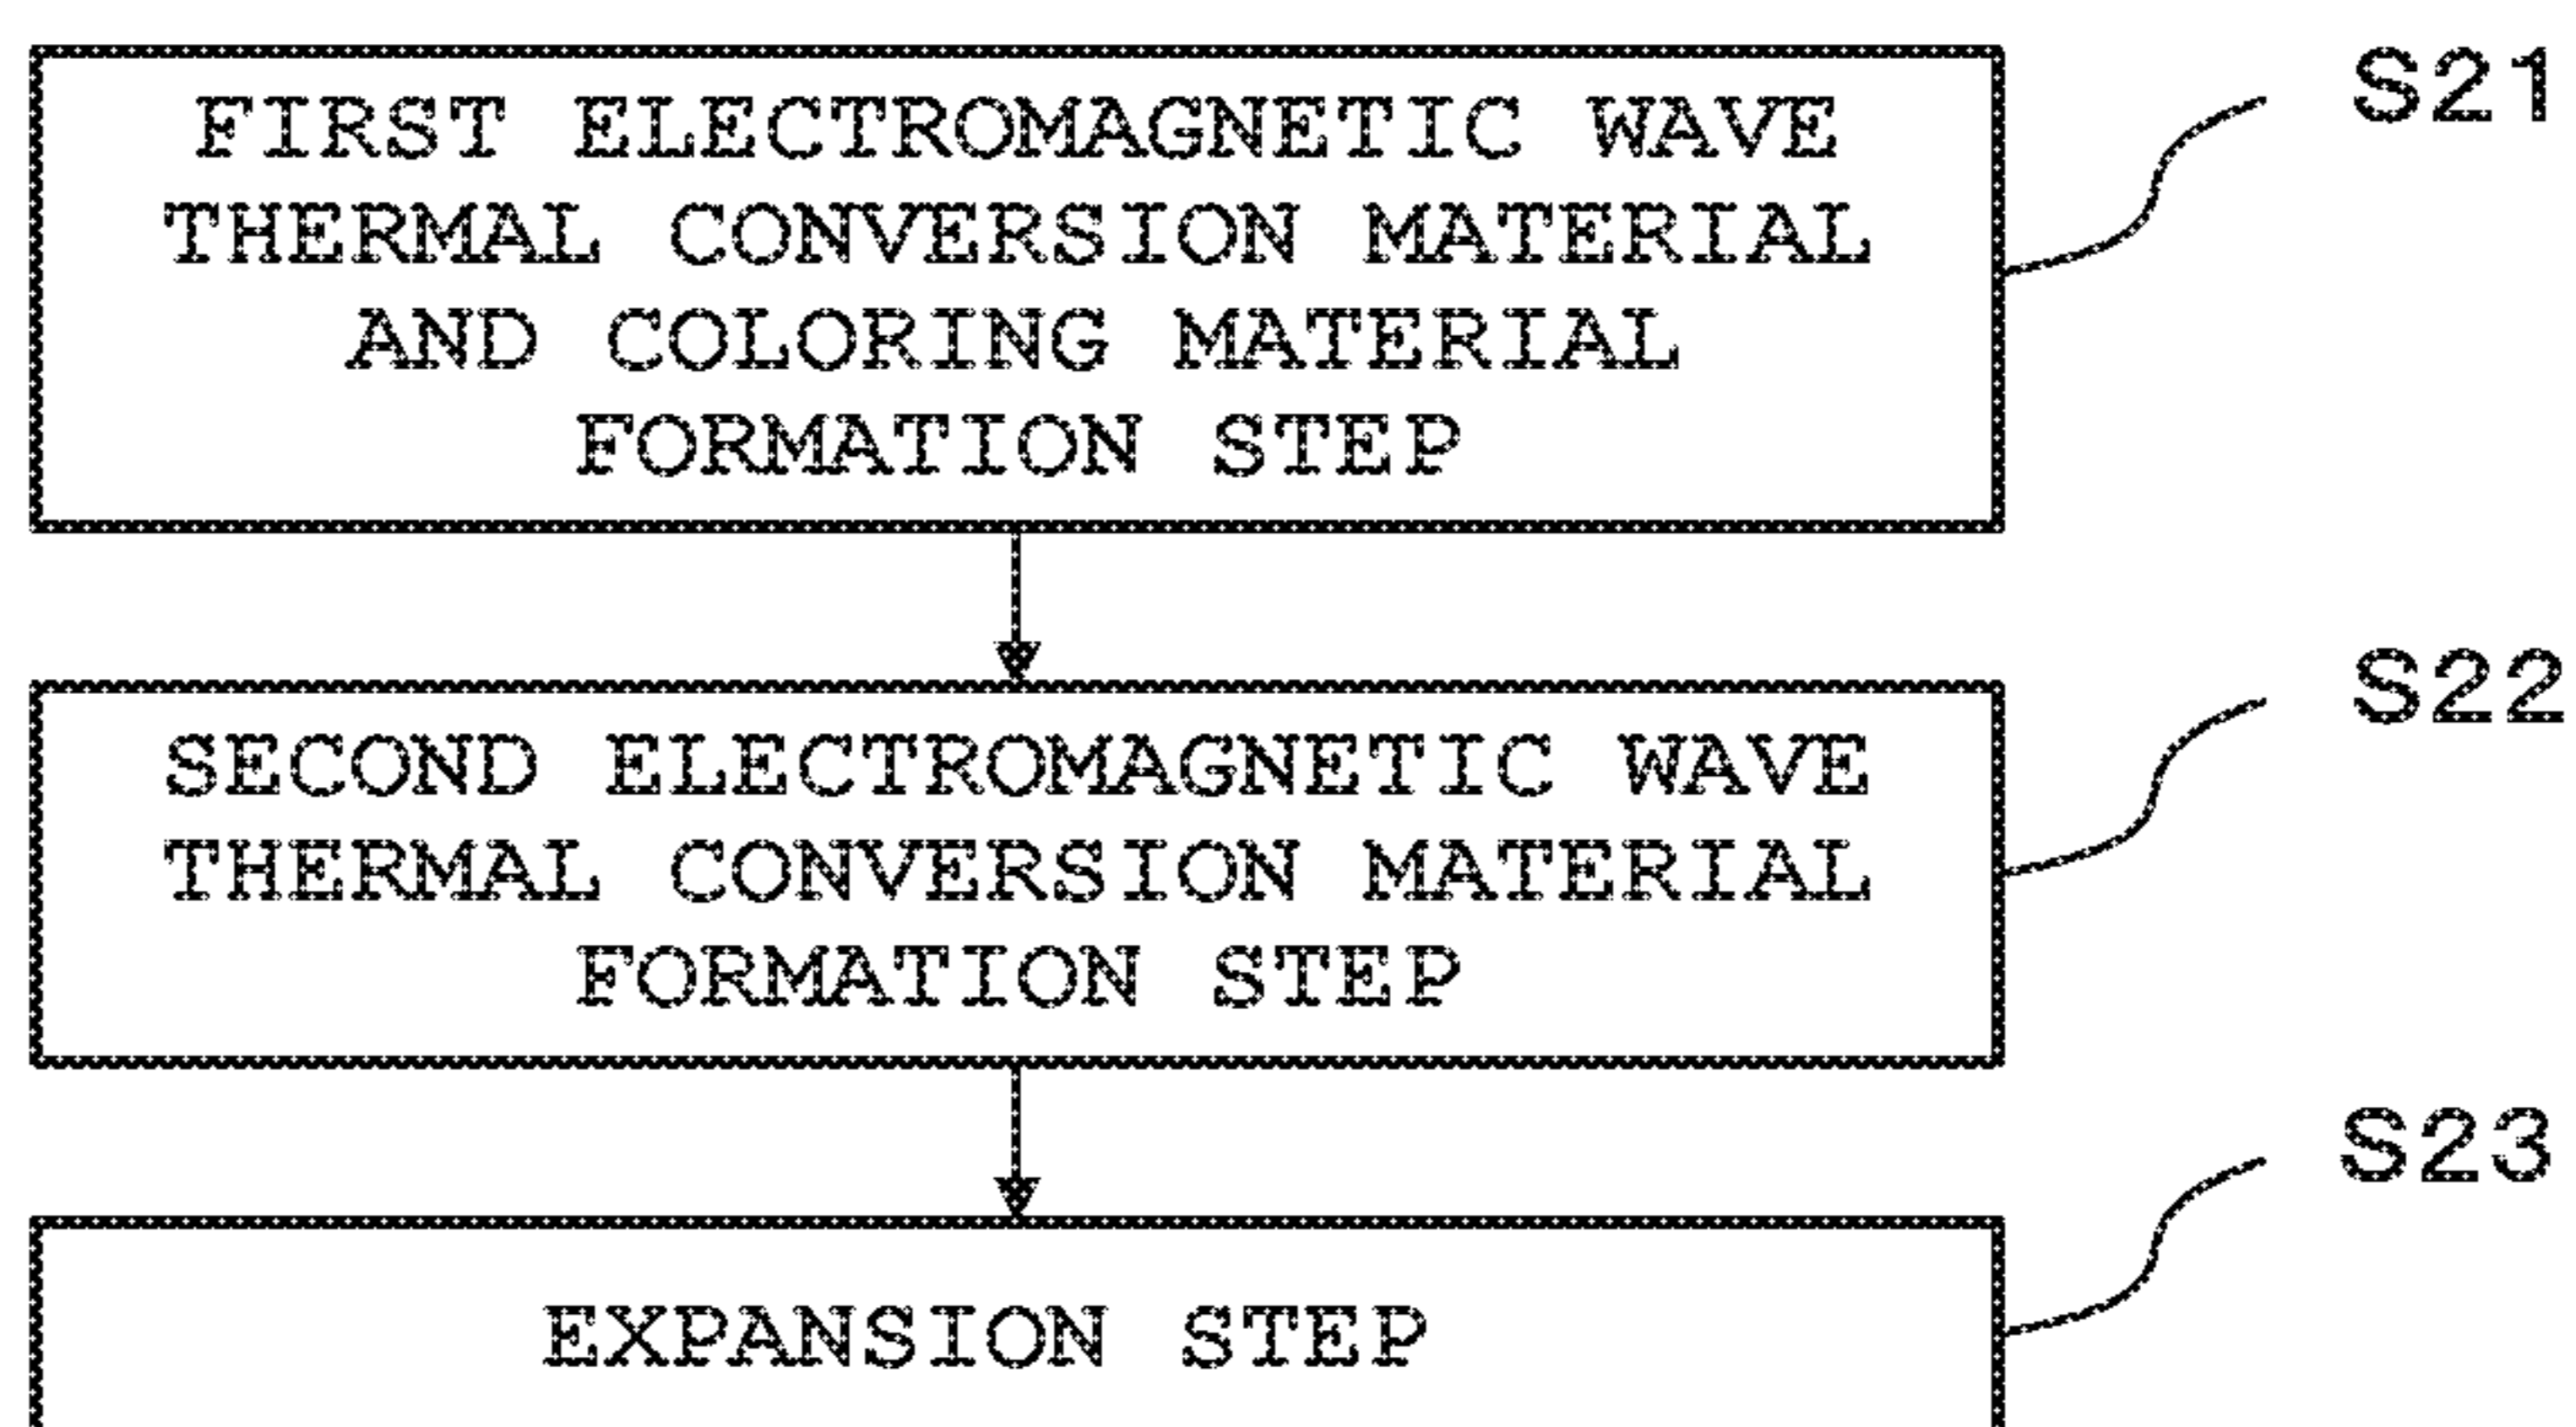 FIRST ELECTROMAGNETIC WAVE
THERMAL CONVERSION MATERIAL
AND COLORING MATERIAL
FORMATION STEP
S21
SECOND ELECTROMAGNETIC WAVE
THERMAL CONVERSION MATERIAL
FORMATION STEP
S22
EXPANSION STEP
S23